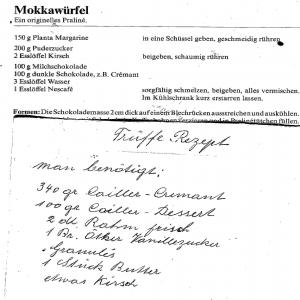 Mokkawürfel
Ein originelles Praliné.
150 g Planta Margarine in eine Schüssel geben, geschmeidig rühren
200 g Puderzucker
2 Esslöffel Kirsch beigeben, schaumig rühren
100 g Milchschokolade
100 g dunkle Schokolade, z.B. Crémant
3 Esslöffel Wasser
1 Esslöffel Nescafé sorgfältig schmelzen, beigeben, alles vermischen.
Im Kühlschrank kurz erstarren lassen.
Formen: Die Schokolademasse 2 cm dick auf einem Blechrücken ausstreichen und auskühlen.
Pralinétütchen füllen.
Trüffe Rezept
man benötigt:
340 gr Cailler-Cremant
100 gr Cailler-Dessert
2 dl Rahm frisch
1 Br. Ötker Vanillezucker
Granulés
1 Stück Butter
etwas Kirsch